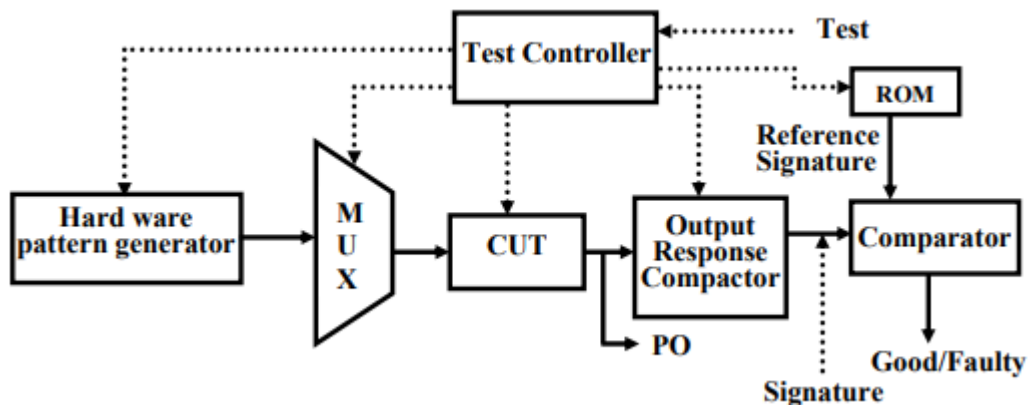 Test Controller
Test
ROM
Reference
Signature
Hard ware
pattern generator
M
U
X
CUT
Output
Response
Compactor
Comparator
PO
Good/Faulty
Signature